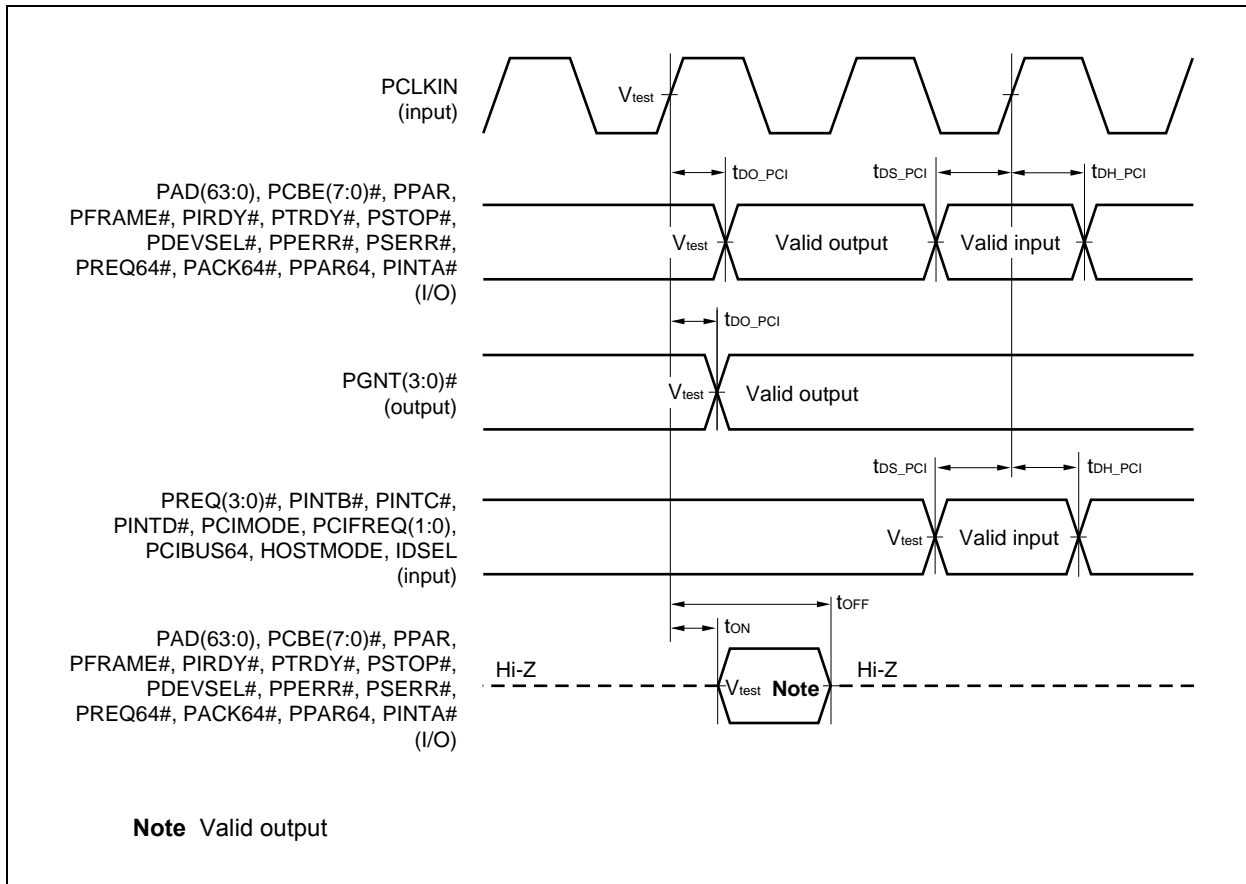 PCLKIN
(input)
Vtest
tDO_PCI
tDS_PCI
tDH_PCI
PAD(63:0), PCBE(7:0)#, PPAR,
PFRAME#, PIRDY#, PTRDY#, PSTOP#,
PDEVSEL#, PPERR#, PSERR#,
PREQ64#, PACK64#, PPAR64, PINTA#
(I/O)
Vtest
Valid output
Valid input
tDO_PCI
PGNT(3:0)#
(output)
Vtest
Valid output
tDS_PCI
tDH_PCI
PREQ(3:0)#, PINTB#, PINTC#,
PINTD#, PCIMODE, PCIFREQ(1:0),
PCIBUS64, HOSTMODE, IDSEL
(input)
Vtest
Valid input
tOFF
tON
PAD(63:0), PCBE(7:0)#, PPAR,
PFRAME#, PIRDY#, PTRDY#, PSTOP#,
PDEVSEL#, PPERR#, PSERR#,
PREQ64#, PACK64#, PPAR64, PINTA#
(I/O)
Hi-Z
Vtest Note
Hi-Z
Note Valid output